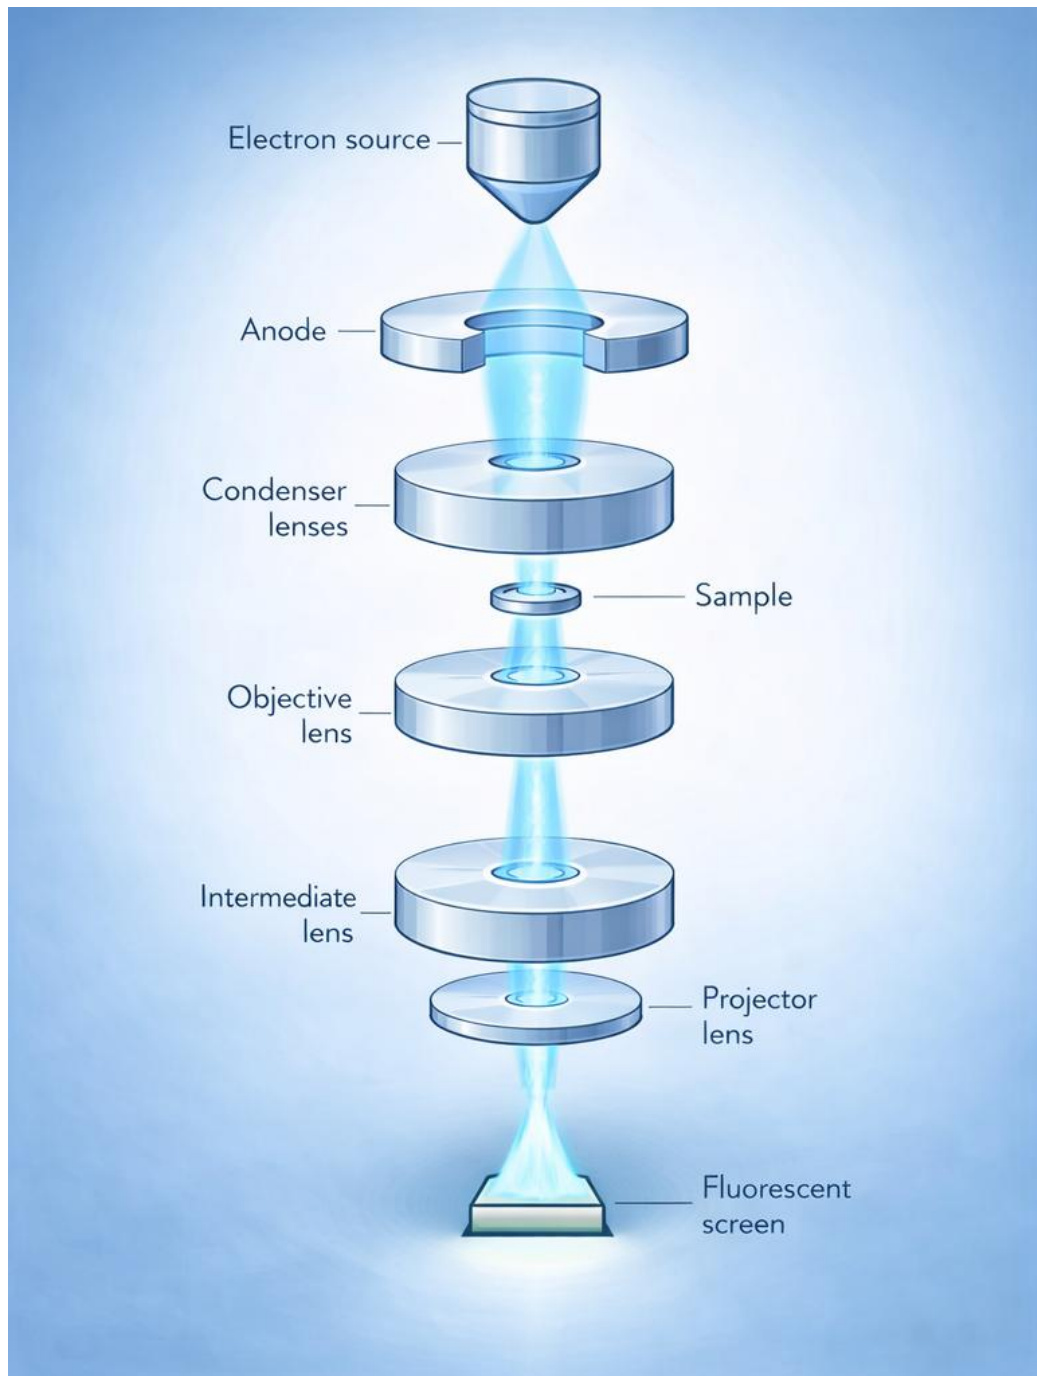 Electron source
Anode
Condenser
lenses
Sample
Objective
lens
Intermediate
lens
Projector
lens
Fluorescent
screen